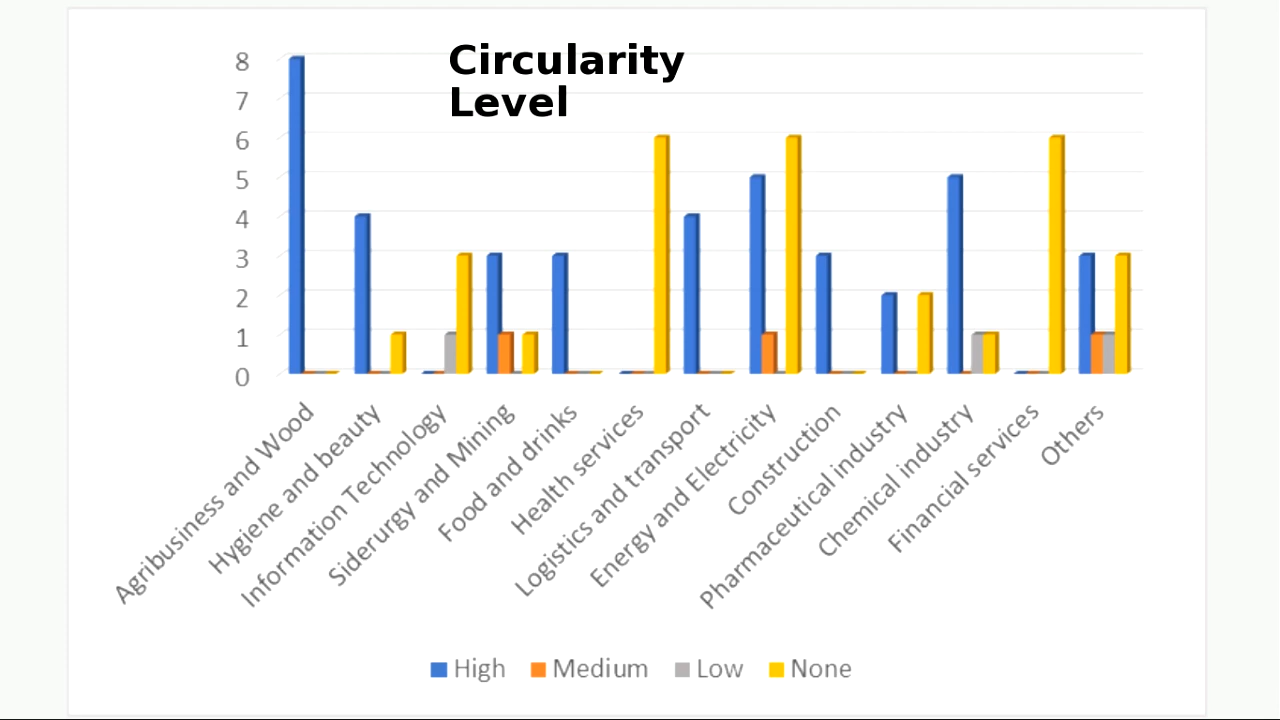 Circularity
Level
8
7
6
5
4
3
2
1
0
Agribusiness and Wood
Hygiene and beauty
Information Technology
Siderurgy and Mining
Food and drinks
Health services
Logistics and transport
Energy and Electricity
Construction
Pharmaceutical industry
Chemical industry
Financial services
Others
High Medium Low None